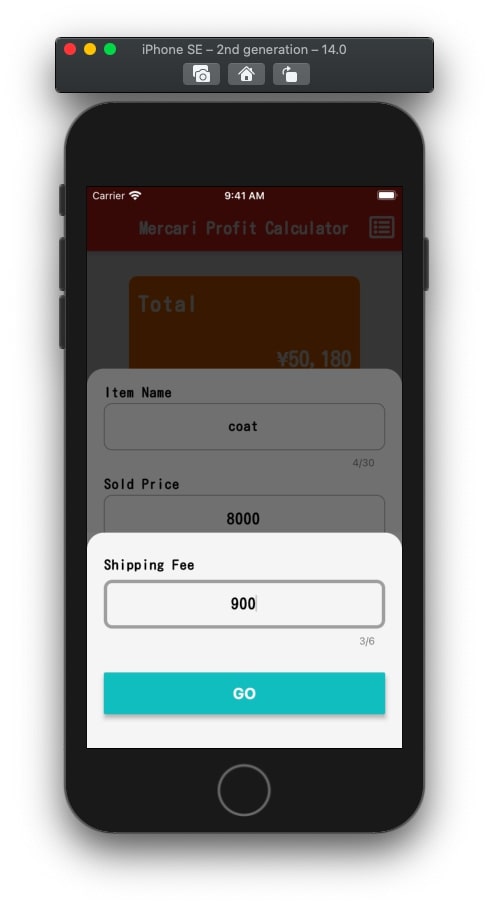 iPhone SE – 2nd generation – 14.0
Carrier 9:41 AM
Mercari Profit Calculator
Total
¥50,180
Item Name
coat
4/30
Sold Price
8000
Shipping Fee
900
3/6
GO